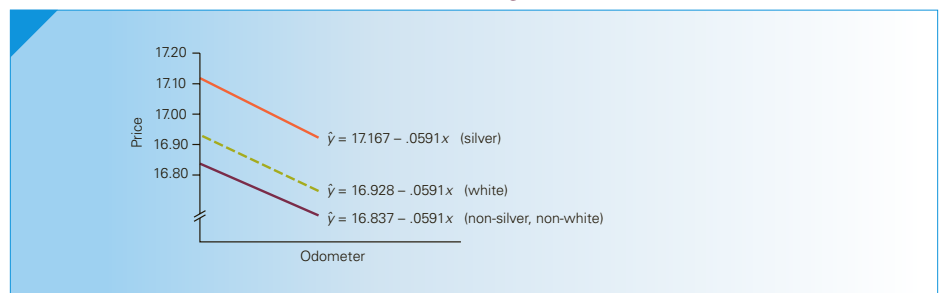 17.20
17.10
17.00
16.90
16.80
Price
ŷ = 17.167 – .0591x (silver)
ŷ = 16.928 – .0591x (white)
ŷ = 16.837 – .0591x (non-silver, non-white)
Odometer